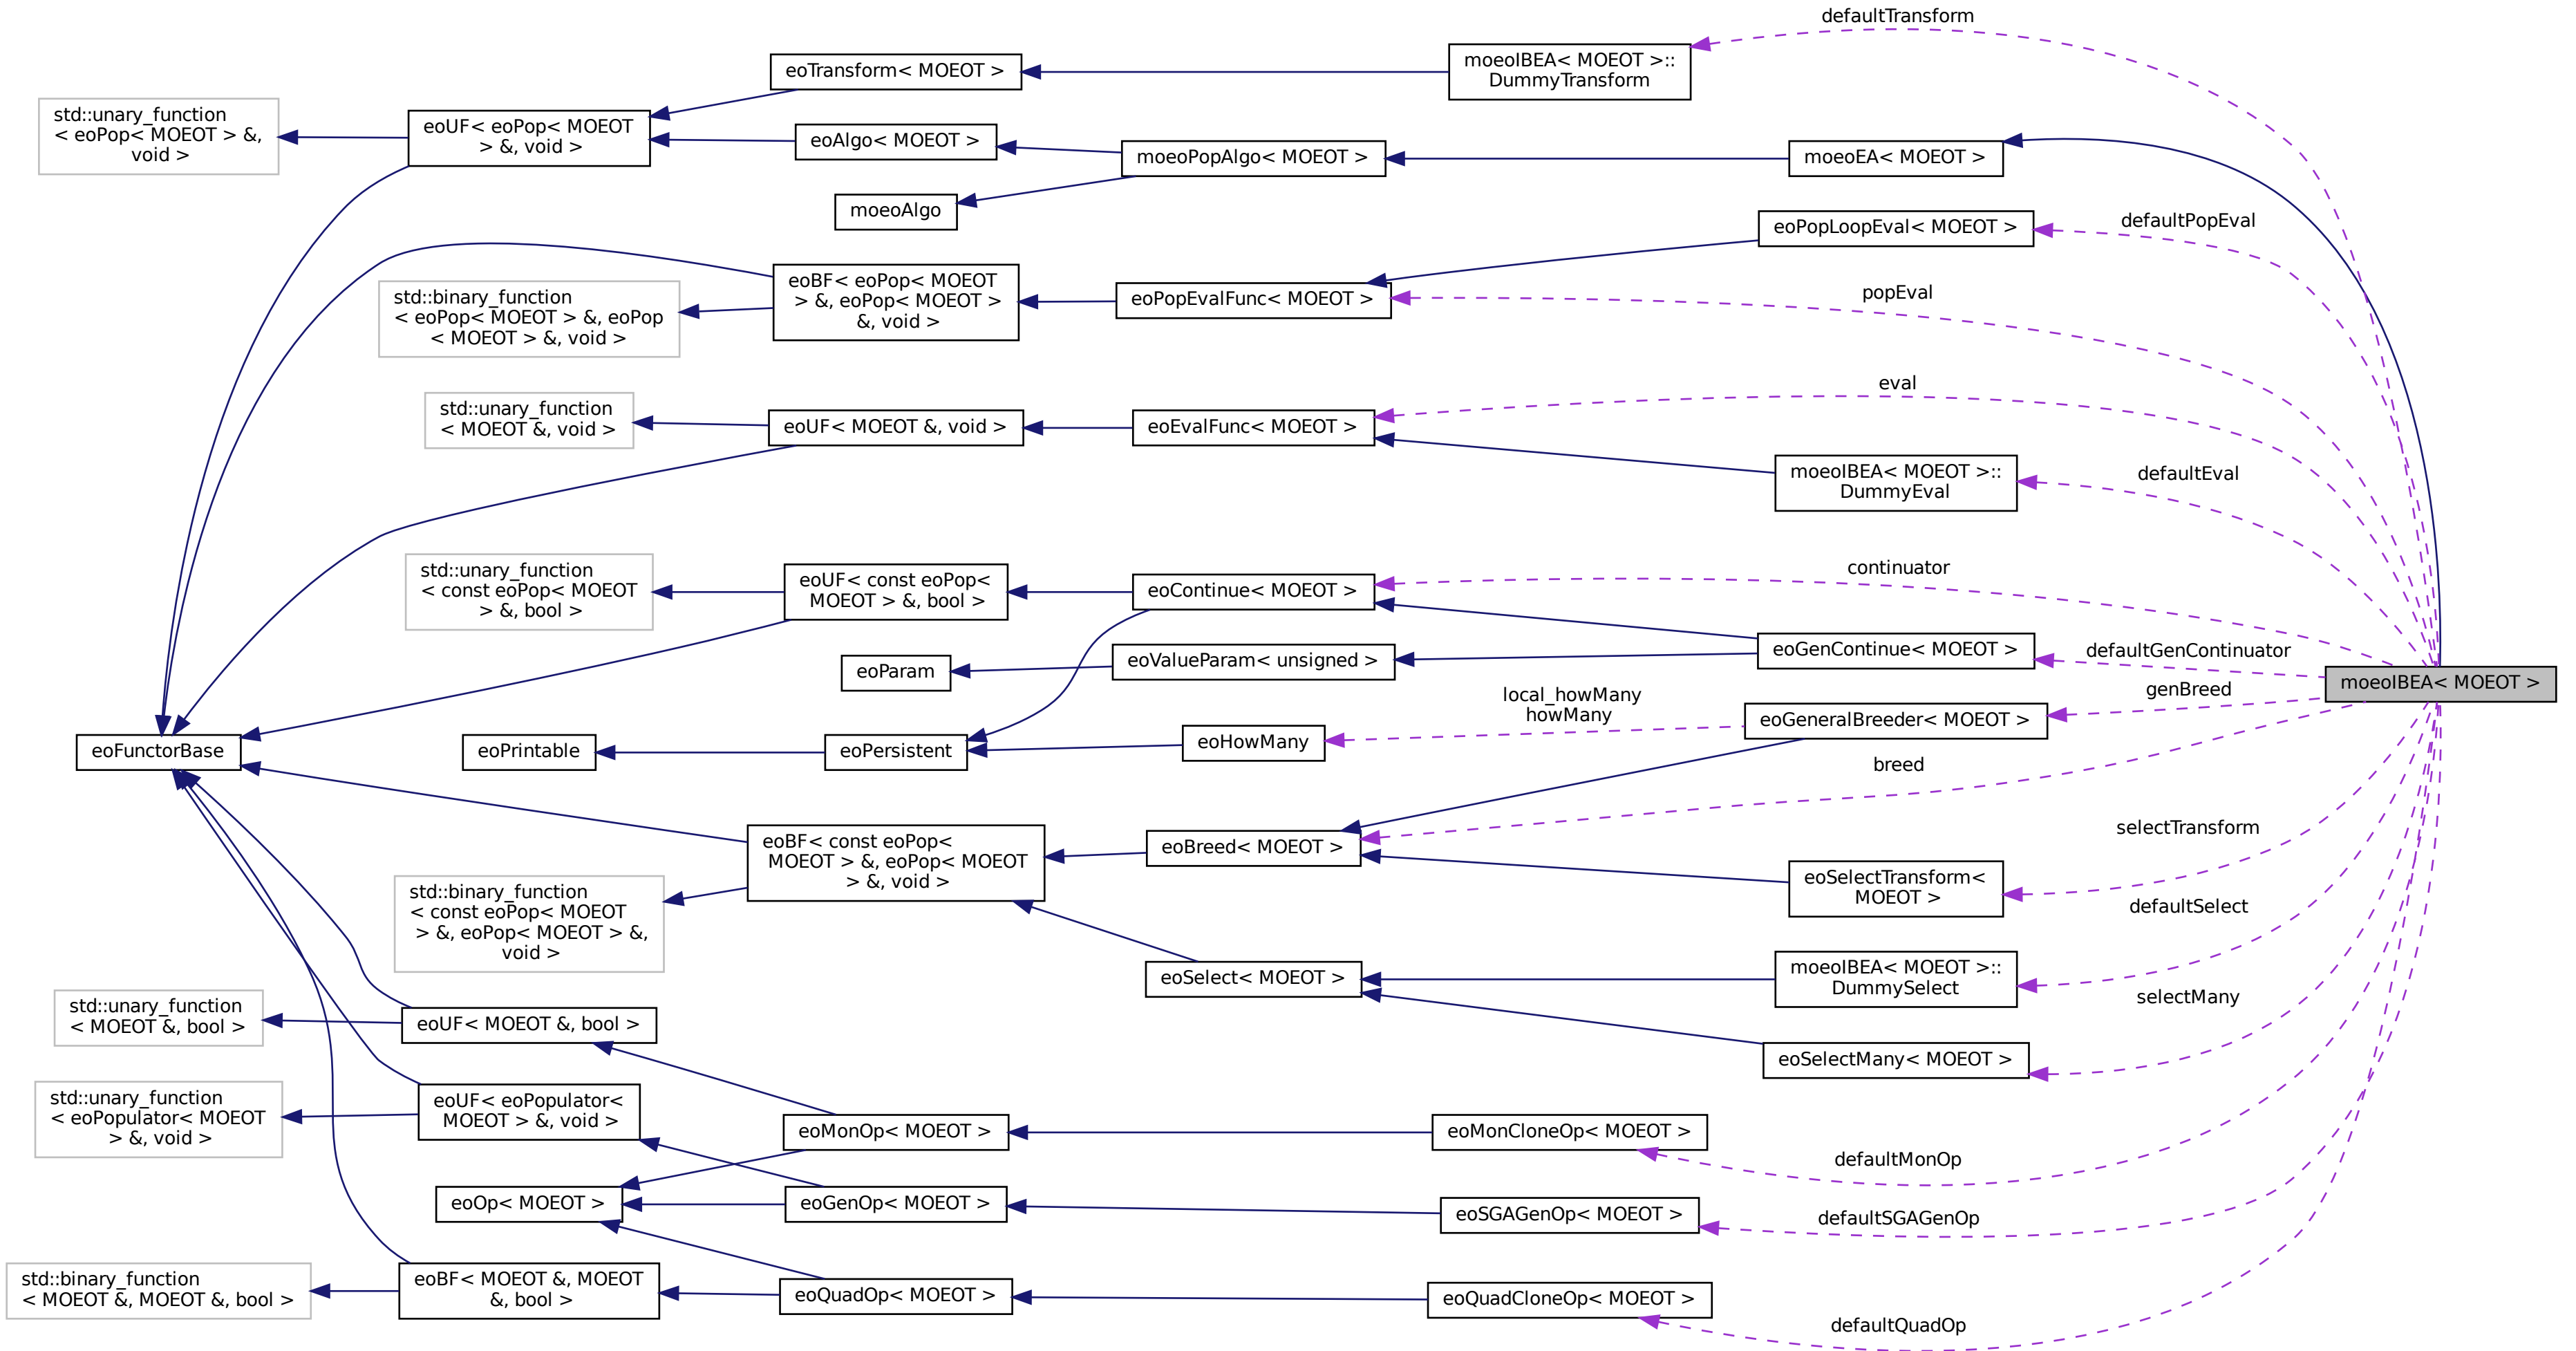 defaultTransform
eoTransform< MOEOT >
moeoIBEA< MOEOT >::
DummyTransform
std::unary_function
< eoPop< MOEOT > &,
void >
eoUF< eoPop< MOEOT
> &, void >
eoAlgo< MOEOT >
moeoPopAlgo< MOEOT >
moeoEA< MOEOT >
moeoAlgo
eoPopLoopEval< MOEOT >
defaultPopEval
std::binary_function
< eoPop< MOEOT > &, eoPop
< MOEOT > &, void >
eoBF< eoPop< MOEOT
> &, eoPop< MOEOT >
&, void >
eoPopEvalFunc< MOEOT >
popEval
eval
std::unary_function
< MOEOT &, void >
eoUF< MOEOT &, void >
eoEvalFunc< MOEOT >
moeoIBEA< MOEOT >::
DummyEval
defaultEval
std::unary_function
< const eoPop< MOEOT
> &, bool >
eoUF< const eoPop<
MOEOT > &, bool >
eoContinue< MOEOT >
continuator
eoParam
eoValueParam< unsigned >
eoGenContinue< MOEOT >
defaultGenContinuator
moeoIBEA< MOEOT >
local_howMany
howMany
genBreed
eoFunctorBase
eoPrintable
eoPersistent
eoHowMany
eoGeneralBreeder< MOEOT >
breed
std::binary_function
< const eoPop< MOEOT
> &, eoPop< MOEOT > &,
void >
eoBF< const eoPop<
MOEOT > &, eoPop< MOEOT
> &, void >
eoBreed< MOEOT >
selectTransform
eoSelectTransform<
MOEOT >
defaultSelect
eoSelect< MOEOT >
moeoIBEA< MOEOT >::
DummySelect
selectMany
std::unary_function
< MOEOT &, bool >
eoUF< MOEOT &, bool >
eoSelectMany< MOEOT >
std::unary_function
< eoPopulator< MOEOT
> &, void >
eoUF< eoPopulator<
MOEOT > &, void >
eoMonOp< MOEOT >
eoMonCloneOp< MOEOT >
defaultMonOp
eoOp< MOEOT >
eoGenOp< MOEOT >
eoSGAGenOp< MOEOT >
defaultSGAGenOp
std::binary_function
< MOEOT &, MOEOT &, bool >
eoBF< MOEOT &, MOEOT
&, bool >
eoQuadOp< MOEOT >
eoQuadCloneOp< MOEOT >
defaultQuadOp